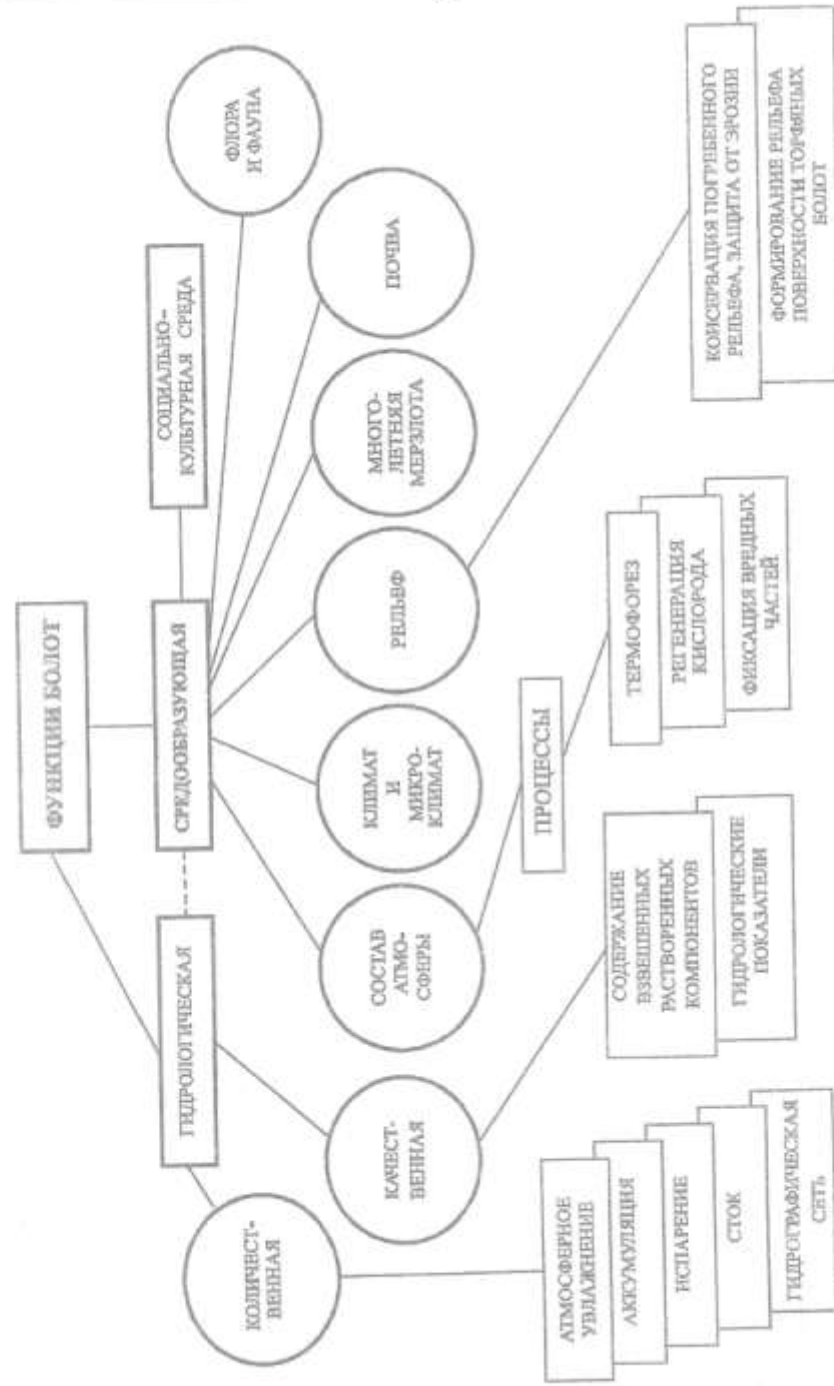 ФУНКЦИИ БОЛОТ
ГИДРОЛОГИЧЕСКАЯ
СРЕДООБРАЗУЮЩАЯ
СОЦИАЛЬНО-
КУЛЬТУРНАЯ СРЕДА
КОЛИЧЕСТ-
ВЕННАЯ
КАЧЕСТ-
ВЕННАЯ
СОСТАВ
АТМО-
СФЕРЫ
КЛИМАТ
И
МИКРО-
КЛИМАТ
РЕЛЬЕФ
МНОГО-
ЛЕТНЯЯ
МЕРЗЛОТА
ПОЧВА
ФЛОРА
И ФАУНА
ПРОЦЕССЫ
АТМОСФЕРНОЕ
УВЛАЖНЕНИЕ
АККУМУЛЯЦИЯ
ИСПАРЕНИЕ
СТОК
ГИДРОГРАФИЧЕСКАЯ
СЕТЬ
СОДЕРЖАНИЕ
ВЗВЕШЕННЫХ
РАСТВОРЕННЫХ
КОМПОНЕНТОВ
ГИДРОЛОГИЧЕСКИЕ
ПОКАЗАТЕЛИ
ТЕРМОФОРЕЗ
РЕГЕНЕРАЦИЯ
КИСЛОРОДА
ФИКСАЦИЯ ВРЕДНЫХ
ЧАСТЕЙ
КОНСЕРВАЦИЯ ПОГРЕБЕННОГО
РЕЛЬЕФА, ЗАЩИТА ОТ ЭРОЗИИ
ФОРМИРОВАНИЕ РЕЛЬЕФА
ПОВЕРХНОСТИ ТОРФЯНЫХ
БОЛОТ